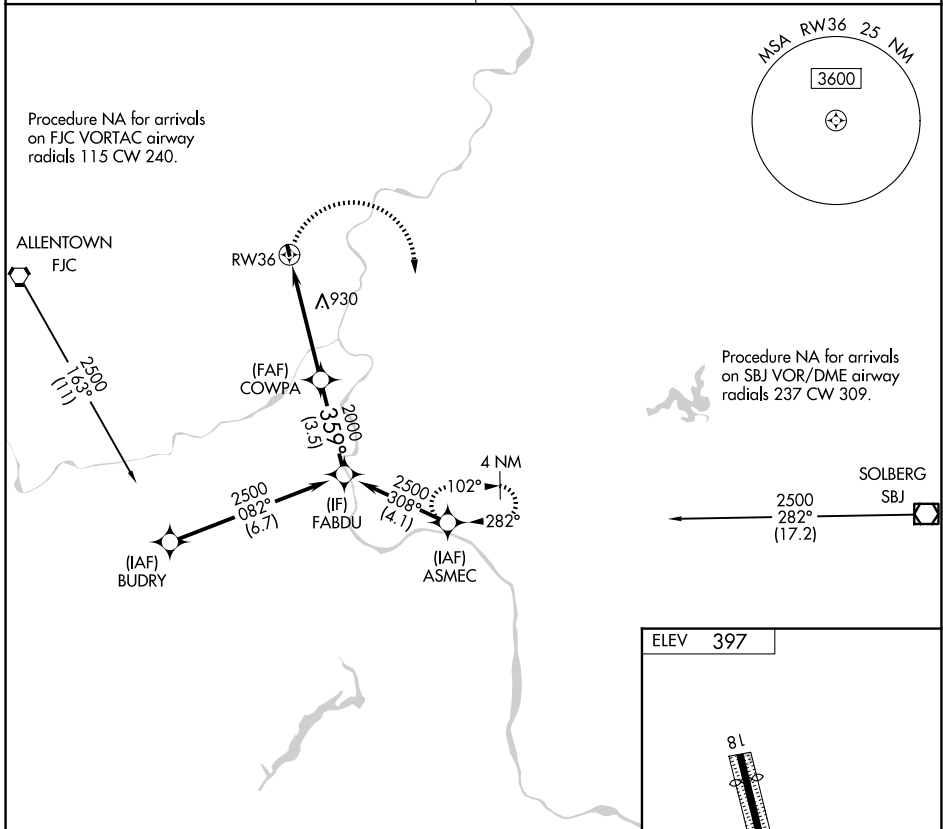 MSA RW36 25 NM
3600
Procedure NA for arrivals
on FJC VORTAC airway
radials 115 CW 240.
ALLENTOWN
FJC
RW36
930
2500
163°
(11)
(FAF)
COWPA
2000
359°
(3.5)
Procedure NA for arrivals
on SBJ VOR/DME airway
radials 237 CW 309.
4 NM
102°
282°
2500
308°
(4.1)
2500
082°
(6.7)
(IF)
FABDU
(IAF)
ASMEC
(IAF)
BUDRY
SOLBERG
SBJ
2500
282°
(17.2)
ELEV 397
18